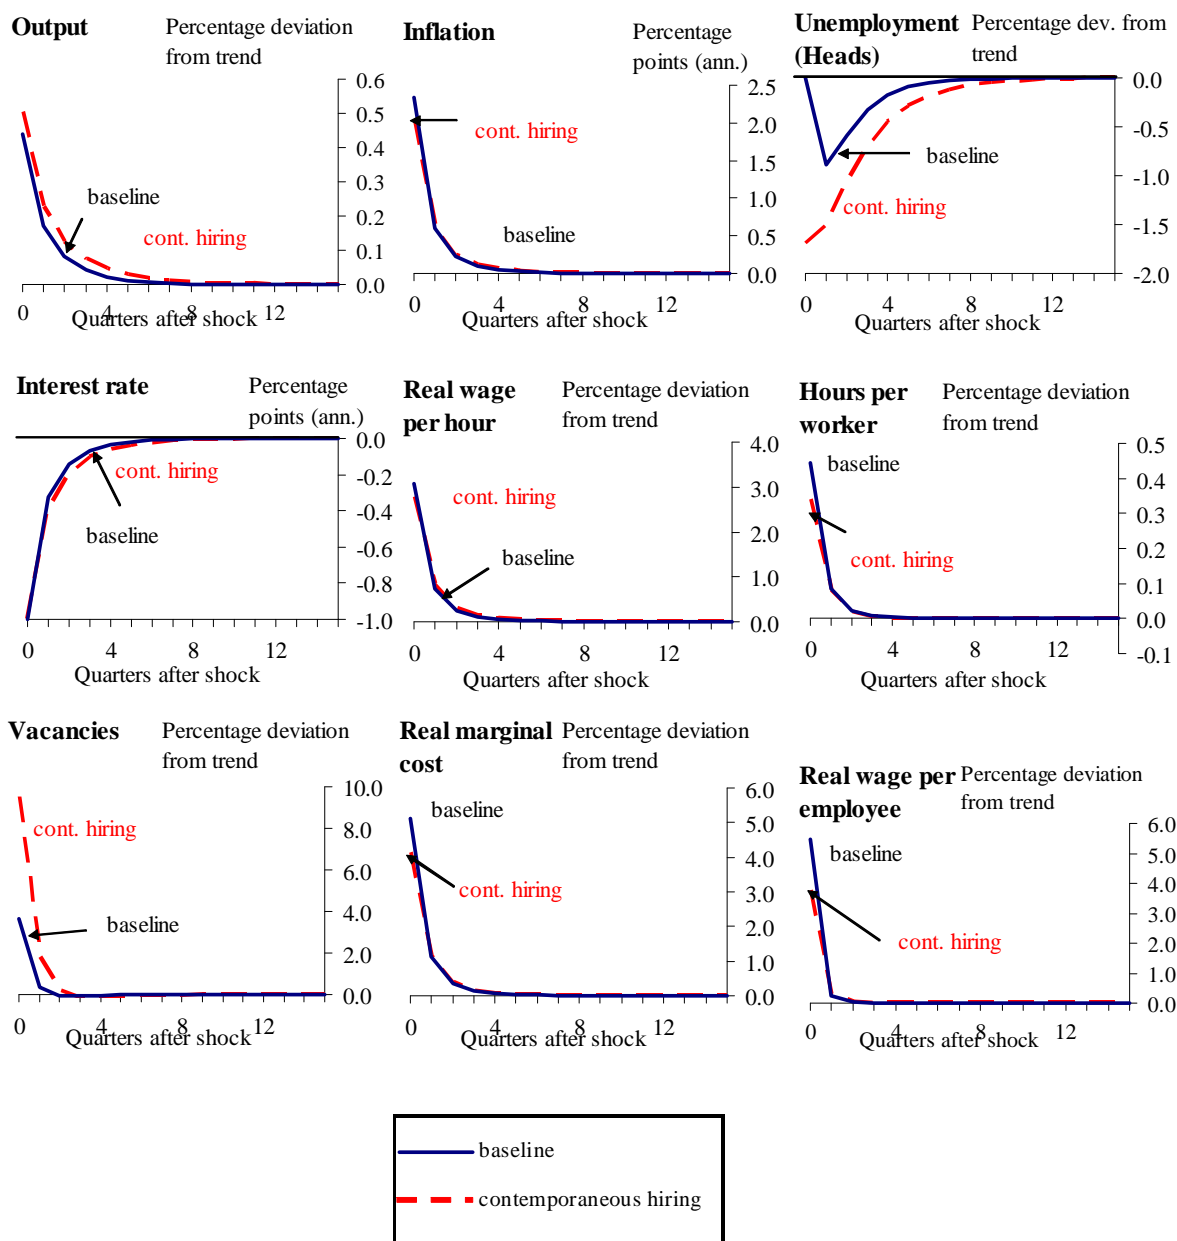 Output
Percentage deviation
from trend
0.6
0.5
0.4
0.3
0.2
0.1
0.0
baseline
cont. hiring
0 4 8 12
Quarters after shock
Inflation
Percentage
points (ann.)
2.5
2.0
1.5
1.0
0.5
0.0
cont. hiring
baseline
0 4 8 12
Quarters after shock
Unemployment
(Heads)
Percentage dev. from
trend
0.0
-0.5
-1.0
-1.5
-2.0
baseline
cont. hiring
0 4 8 12
Quarters after shock
Interest rate
Percentage
points (ann.)
0.0
-0.2
-0.4
-0.6
-0.8
-1.0
cont. hiring
baseline
0 4 8 12
Quarters after shock
Real wage
per hour
Percentage deviation
from trend
4.0
3.0
2.0
1.0
0.0
cont. hiring
baseline
0 4 8 12
Quarters after shock
Hours per
worker
Percentage deviation
from trend
0.5
0.4
0.3
0.2
0.1
0.0
-0.1
baseline
cont. hiring
0 4 8 12
Quarters after shock
Vacancies
Percentage deviation
from trend
10.0
8.0
6.0
4.0
2.0
0.0
cont. hiring
baseline
0 4 8 12
Quarters after shock
Real marginal
cost
Percentage deviation
from trend
6.0
5.0
4.0
3.0
2.0
1.0
0.0
baseline
cont. hiring
0 4 8 12
Quarters after shock
Real wage per
employee
Percentage deviation
from trend
6.0
5.0
4.0
3.0
2.0
1.0
0.0
baseline
cont. hiring
0 4 8 12
Quarters after shock
baseline
contemporaneous hiring